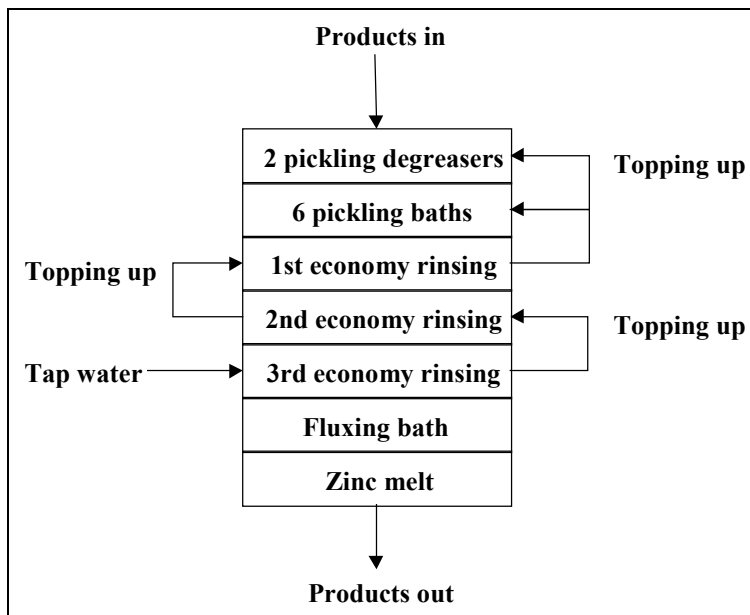 Products in
2 pickling degreasers
Topping up
6 pickling baths
Topping up
1st economy rinsing
2nd economy rinsing
Topping up
Tap water
3rd economy rinsing
Fluxing bath
Zinc melt
Products out